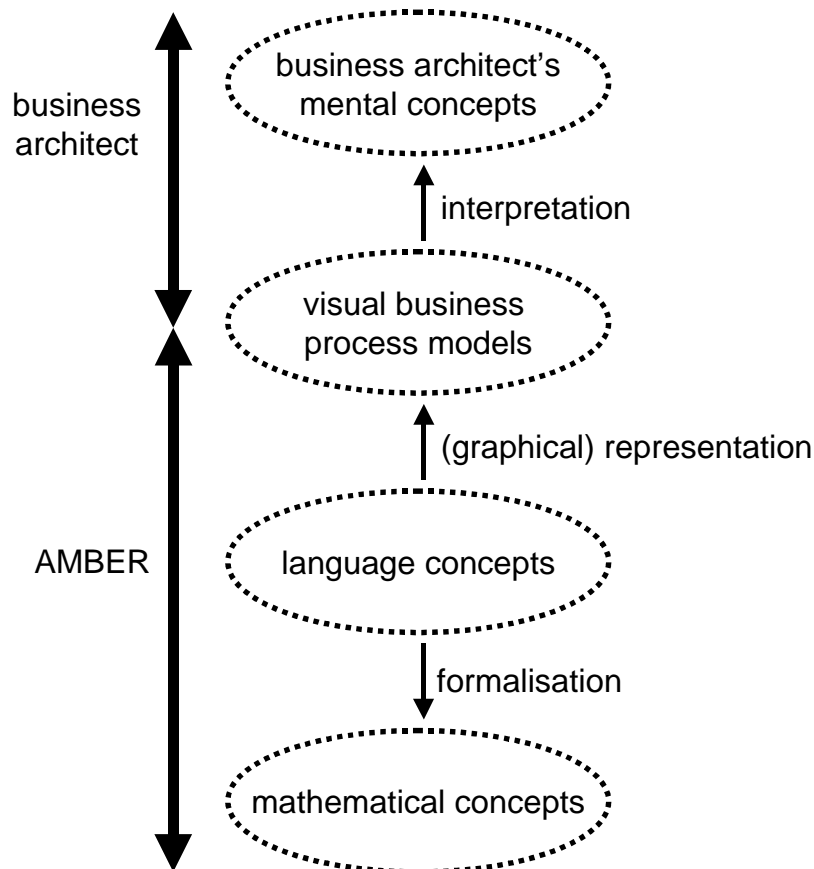 business architect's
mental concepts
business
architect
interpretation
visual business
process models
(graphical) representation
AMBER
language concepts
formalisation
mathematical concepts